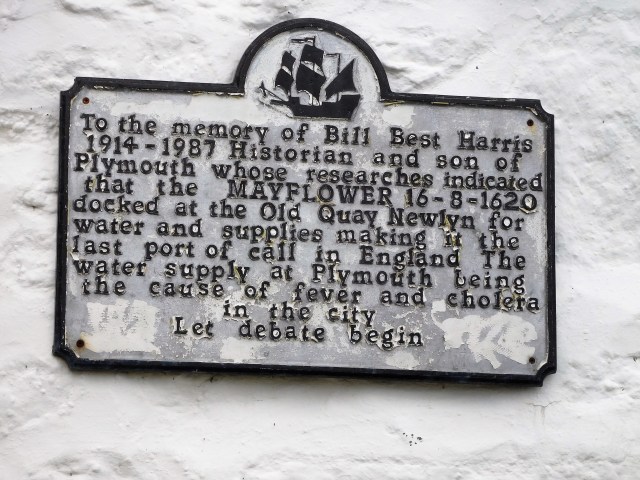 To the memory of Bill Best Harris
1914-1987 Historian and son of
Plymouth whose researches indicated
that the MAYFLOWER 16-8-1620
docked at the Old Quay Newlyn for
water and supplies making it the
last port of call in England The
water supply at Plymouth being
the cause of fever and cholera
in the city
Let debate begin